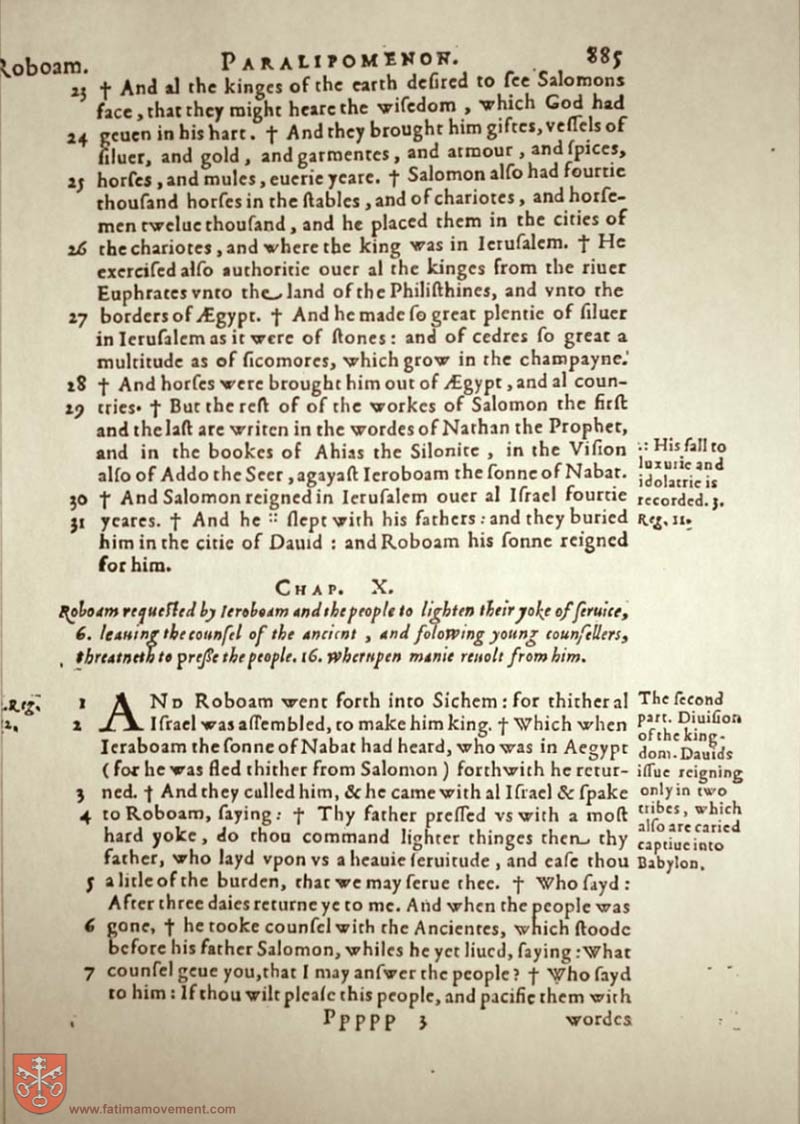 Roboam. PARALIPOMENON. 885
23 † And al the kinges of the earth deſired to ſee Salomons
face, that they might heare the wiſedom, which God had
24 geuen in his hart. † And they brought him giftes, veſſels of
ſiluer, and gold, and garmentes, and armour, and ſpices,
25 horſes, and mules, euerie yeare. † Salomon alſo had fourtie
thouſand horſes in the ſtables, and of chariotes, and horſe-
men twelue thouſand, and he placed them in the cities of
26 the chariotes, and where the king was in Ieruſalem. † He
exerciſed alſo authoritie ouer al the kinges from the riuer
Euphrates vnto the land of the Philiſthines, and vnto the
27 borders of Ægypt. † And he made ſo great plentie of ſiluer
in Ieruſalem as it were of ſtones: and of cedres ſo great a
multitude as of ſicomores, which grow in the champayne.
28 † And horſes were brought him out of Ægypt, and al coun-
29 tries. † But the reſt of of the workes of Salomon the firſt
and the laſt are writen in the wordes of Nathan the Prophet,
and in the bookes of Ahias the Silonite, in the Viſion
alſo of Addo the Seer, agayaſt Ieroboam the ſonne of Nabat.
30 † And Salomon reigned in Ieruſalem ouer al Iſrael fourtie
31 yeares. † And he :: ſlept with his fathers: and they buried
him in the citie of Dauid: and Roboam his ſonne reigned
for him.
:: His fall to
luxurie and
idolatrie is
recorded. 3.
Reg. 11.
CHAP. X.
Roboam requeſted by Ieroboam and the people to lighten their yoke of ſeruice,
6. leauing the counſel of the ancient, and folowing young counſellers,
threatneth to preſſe the people. 16. wherupen manie reuolt from him.
. Reg.
2.
1 AND Roboam went forth into Sichem: for thither al
2 Iſrael was aſſembled, to make him king. † Which when
Ieraboam the ſonne of Nabat had heard, who was in Aegypt
(for he was fled thither from Salomon) forthwith he retur-
3 ned. † And they culled him, & he came with al Iſrael & ſpake
4 to Roboam, ſaying: † Thy father preſſed vs with a moſt
hard yoke, do thou command lighter thinges then thy
father, who layd vpon vs a heauie ſeruitude, and eaſe thou
5 a litle of the burden, that we may ſerue thee. † Who ſayd:
After three daies returne ye to me. And when the people was
6 gone, † he tooke counſel with the Ancientes, which ſtoode
before his father Salomon, whiles he yet liued, ſaying: What
7 counſel geue you, that I may anſwer the people? † Who ſayd
to him: If thou wilt pleaſe this people, and pacifie them with
The ſecond
part. Diuiſion
of the king-
dom. Dauids
iſſue reigning
only in two
tribes, which
alſo are caried
captiue into
Babylon.
Ppppp 3 wordes
www.fatimamovement.com